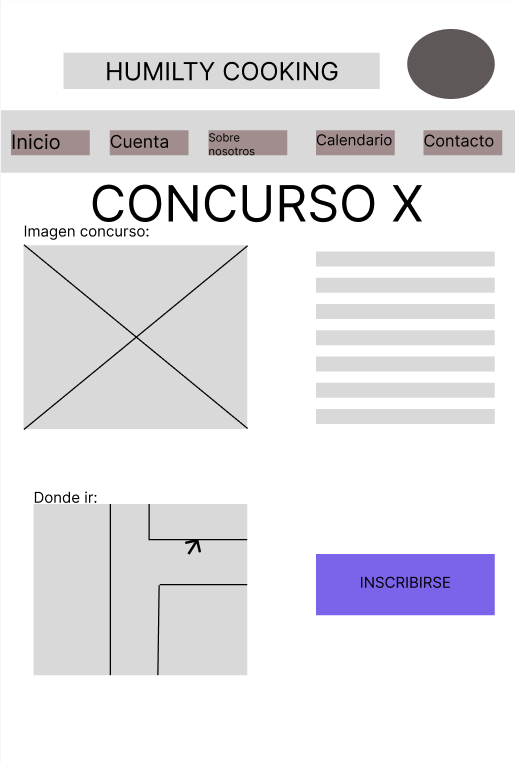 HUMILTY COOKING
Inicio
Cuenta
Sobre
nosotros
Calendario
Contacto
CONCURSO X
Imagen concurso:
Donde ir:
INSCRIBIRSE